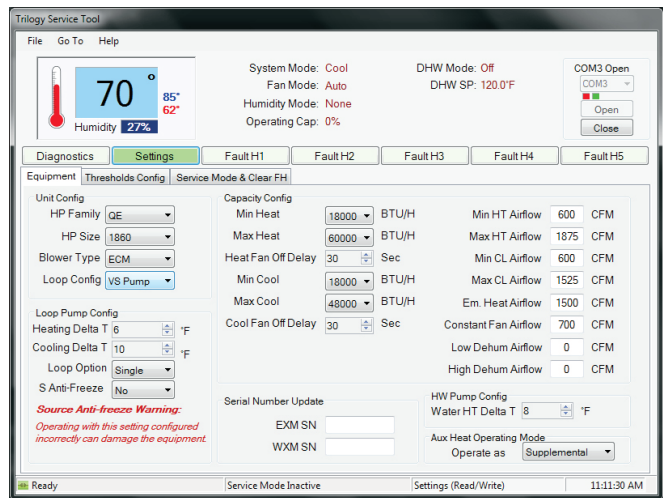 Trilogy Service Tool
File Go To Help
70°
85°
62°
Humidity 27%
System Mode: Cool
Fan Mode: Auto
Humidity Mode: None
Operating Cap: 0%
DHW Mode: Off
DHW SP: 120.0°F
COM3 Open
COM3
Open
Close
Diagnostics Settings Fault H1 Fault H2 Fault H3 Fault H4 Fault H5
Equipment Thresholds Config Service Mode & Clear FH
Unit Config
HP Family QE
HP Size 1860
Blower Type ECM
Loop Config VS Pump
Loop Pump Config
Heating Delta T 6 °F
Cooling Delta T 10 °F
Loop Option Single
S Anti-Freeze No
Source Anti-freeze Warning:
Operating with this setting configured
incorrectly can damage the equipment.
Capacity Config
Min Heat 18000 BTU/H
Max Heat 60000 BTU/H
Heat Fan Off Delay 30 Sec
Min Cool 18000 BTU/H
Max Cool 48000 BTU/H
Cool Fan Off Delay 30 Sec
Min HT Airflow 600 CFM
Max HT Airflow 1875 CFM
Min CL Airflow 600 CFM
Max CL Airflow 1525 CFM
Em. Heat Airflow 1500 CFM
Constant Fan Airflow 700 CFM
Low Dehum Airflow 0 CFM
High Dehum Airflow 0 CFM
Serial Number Update
EXM SN
WXM SN
HW Pump Config
Water HT Delta T 8 °F
Aux Heat Operating Mode
Operate as Supplemental
Ready Service Mode Inactive Settings (Read/Write) 11:11:30 AM